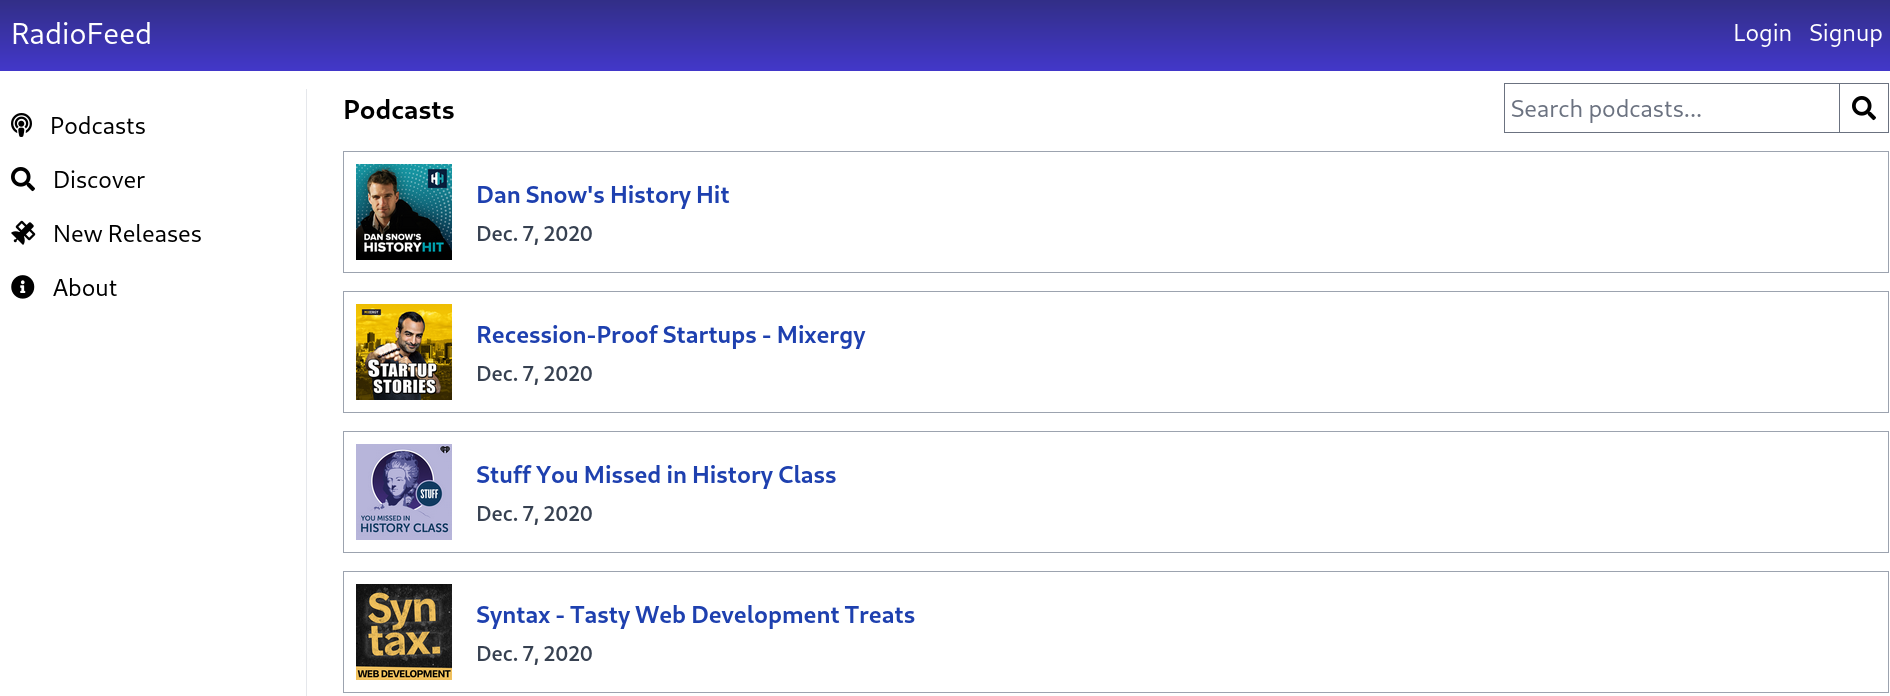 RadioFeed
Login Signup
Podcasts
Discover
New Releases
About
Podcasts
Search podcasts...
DAN SNOW'S
HISTORYHIT
Dan Snow's History Hit
Dec. 7, 2020
STARTUP
STORIES
Recession-Proof Startups - Mixergy
Dec. 7, 2020
STUFF
YOU MISSED IN
HISTORY CLASS
Stuff You Missed in History Class
Dec. 7, 2020
Syn
tax.
WEB DEVELOPMENT
Syntax - Tasty Web Development Treats
Dec. 7, 2020